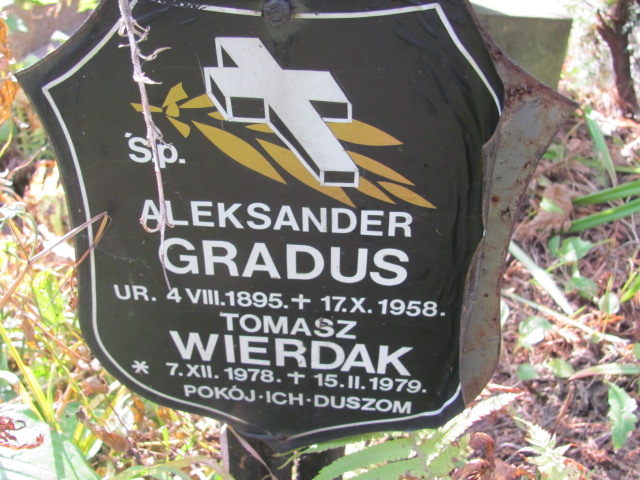 Ś.p.
ALEKSANDER
GRADUS
UR. 4 VIII.1895. + 17.X.1958.
TOMASZ
WIERDAK
* 7.XII.1978. + 15.II.1979.
POKÓJ·ICH·DUSZOM